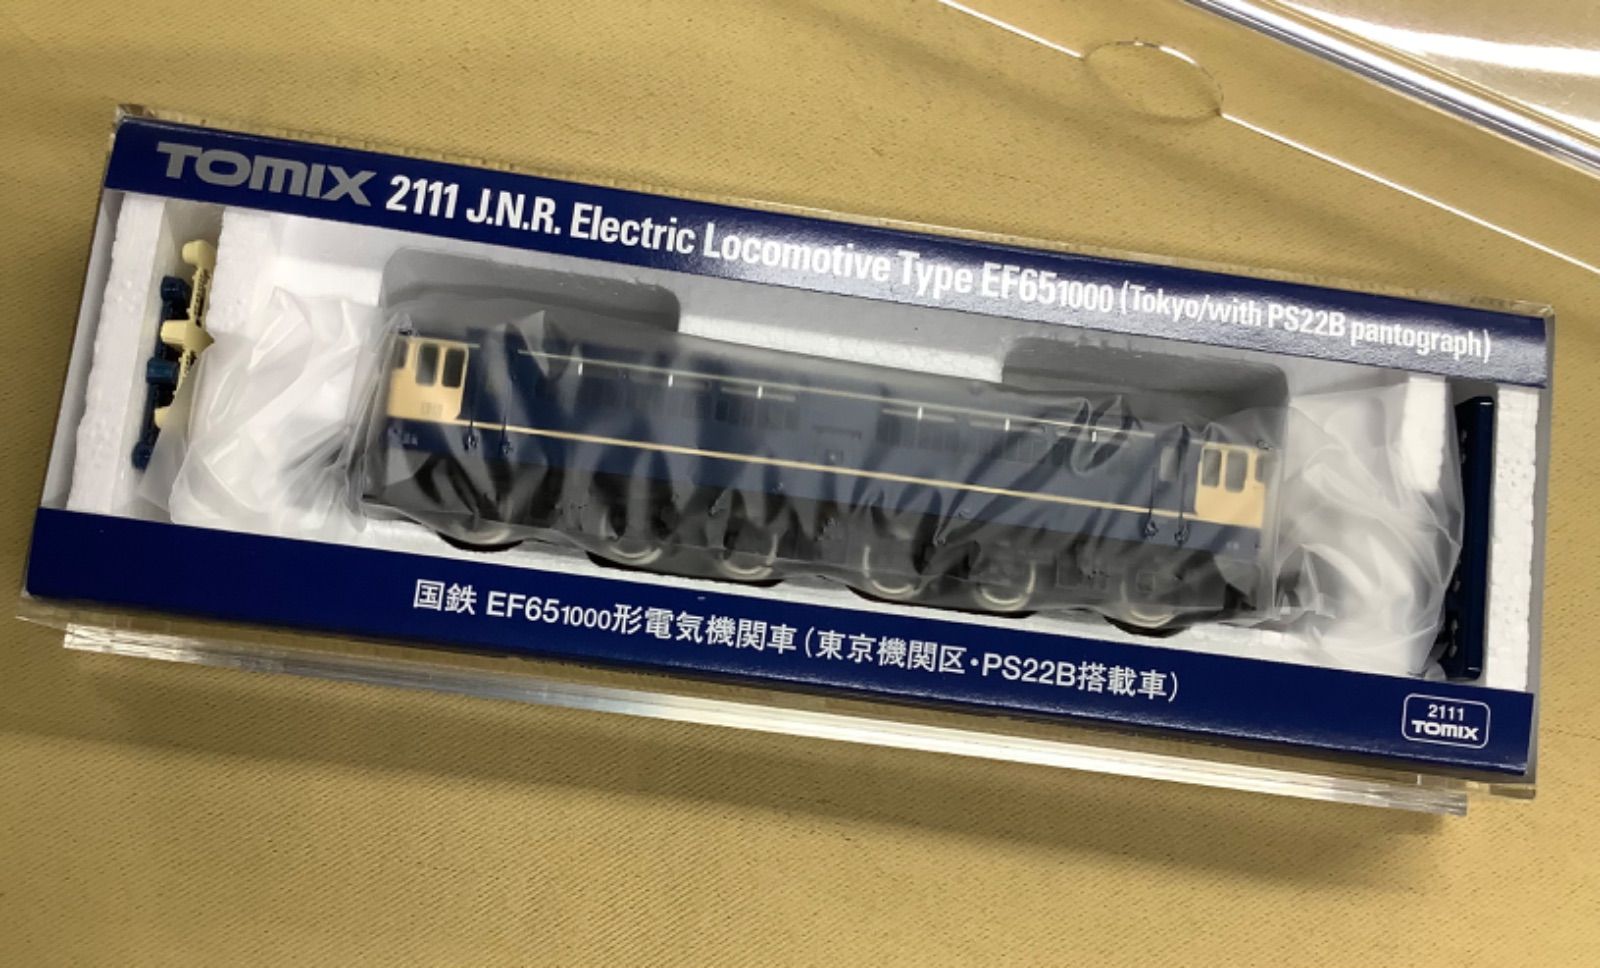 TOMIX 2111 J.N.R. Electric Locomotive Type EF651000 (Tokyo/with PS22B pantograph)
国鉄 EF651000形電気機関車 (東京機関区・PS22B搭載車)
2111
TOMIX